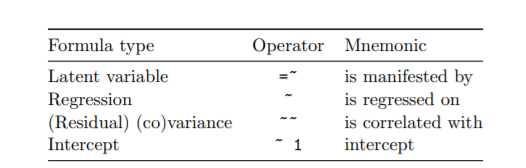 Formula type Operator Mnemonic
Latent variable =~ is manifested by
Regression ~ is regressed on
(Residual) (co)variance ~~ is correlated with
Intercept ~ 1 intercept